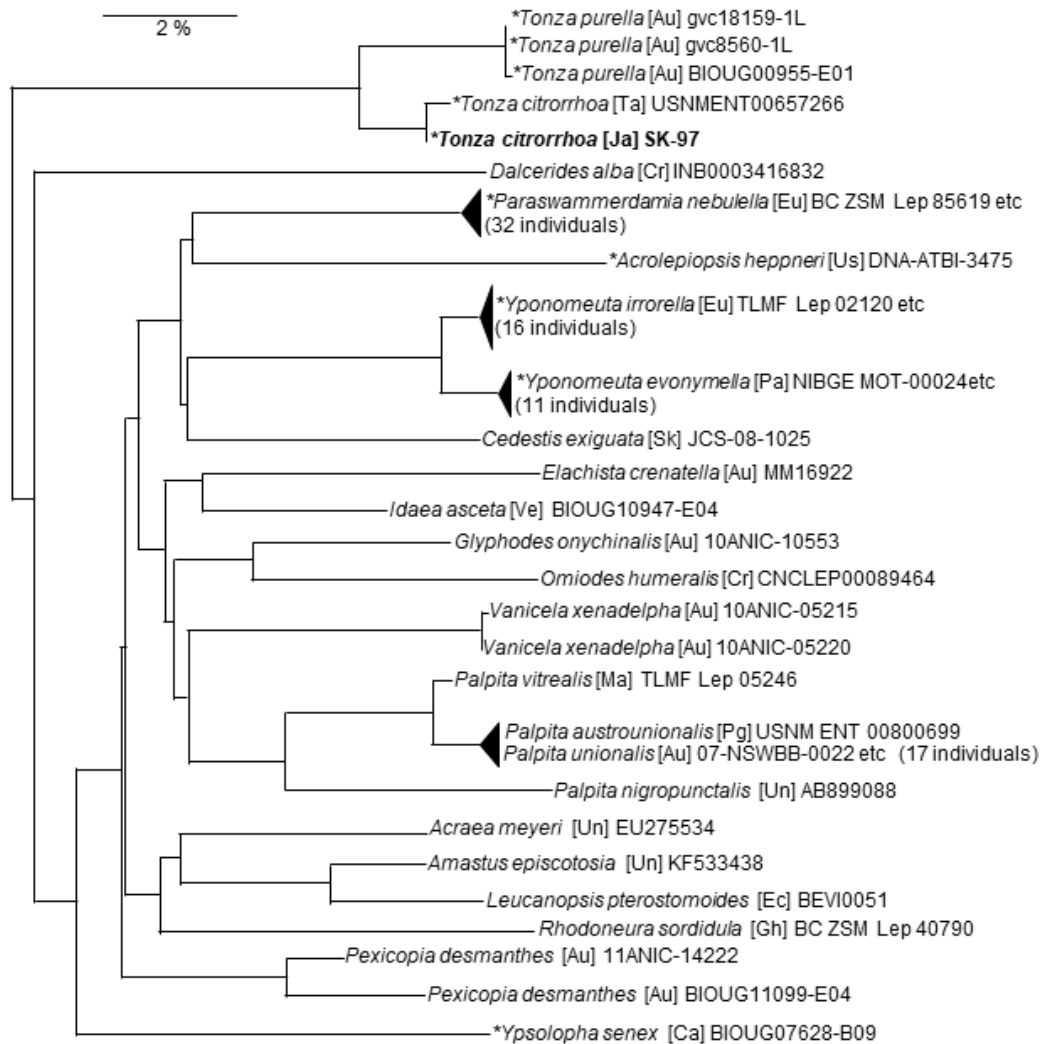 2 %
*Tonza purella [Au] gvc18159-1L
*Tonza purella [Au] gvc8560-1L
*Tonza purella [Au] BIOUG00955-E01
*Tonza citrorrhoa [Ta] USNMENT00657266
*Tonza citrorrhoa [Ja] SK-97
Dalcerides alba [Cr] INB0003416832
*Paraswammerdamia nebulella [Eu] BC ZSM Lep 85619 etc
(32 individuals)
*Acrolepiopsis heppneri [Us] DNA-ATBI-3475
*Yponomeuta irrorella [Eu] TLMF Lep 02120 etc
(16 individuals)
*Yponomeuta evonymella [Pa] NIBGE MOT-00024etc
(11 individuals)
Cedestis exiguata [Sk] JCS-08-1025
Elachista crenatella [Au] MM16922
Idaea asceta [Ve] BIOUG10947-E04
Glyphodes onychinalis [Au] 10ANIC-10553
Omiodes humeralis [Cr] CNCLEP00089464
Vanicela xenadelpha [Au] 10ANIC-05215
Vanicela xenadelpha [Au] 10ANIC-05220
Palpita vitrealis [Ma] TLMF Lep 05246
Palpita austrounionalis [Pg] USNM ENT 00800699
Palpita unionalis [Au] 07-NSWBB-0022 etc (17 individuals)
Palpita nigropunctalis [Un] AB899088
Acraea meyeri [Un] EU275534
Amastus episcotosia [Un] KF533438
Leucanopsis pterostomoides [Ec] BEVI0051
Rhodoneura sordidula [Gh] BC ZSM Lep 40790
Pexicopia desmanthes [Au] 11ANIC-14222
Pexicopia desmanthes [Au] BIOUG11099-E04
*Ypsolopha senex [Ca] BIOUG07628-B09